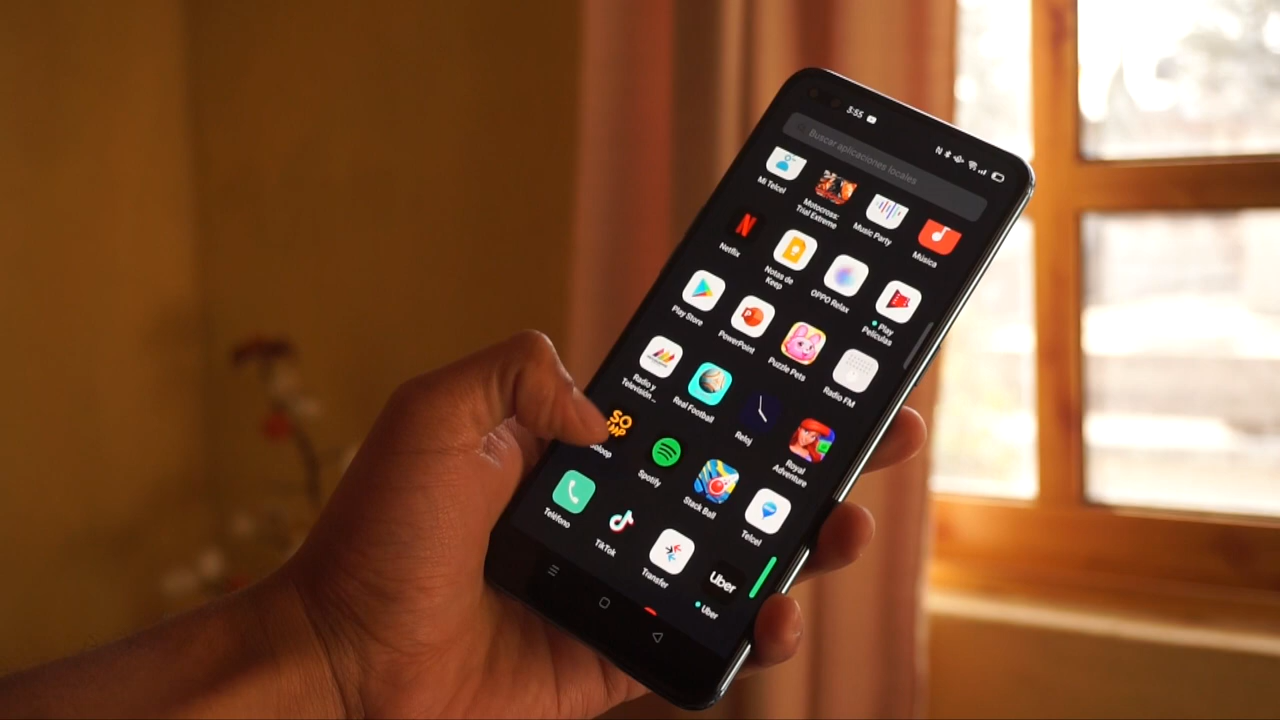 3:55
Buscar aplicaciones locales
Mi Telcel
Motocross:
Trial Extreme
Music Party
Música
N
Netflix
Notas de
Keep
OPPO Relax
Play
Películas
Play Store
P
PowerPoint
Puzzle Pets
Radio FM
Radio y
Televisión ...
Real Football
Reloj
Royal
Adventure
SO
Soloop
Spotify
Stack Ball
Telcel
Teléfono
TikTok
Transfer
Uber
Uber